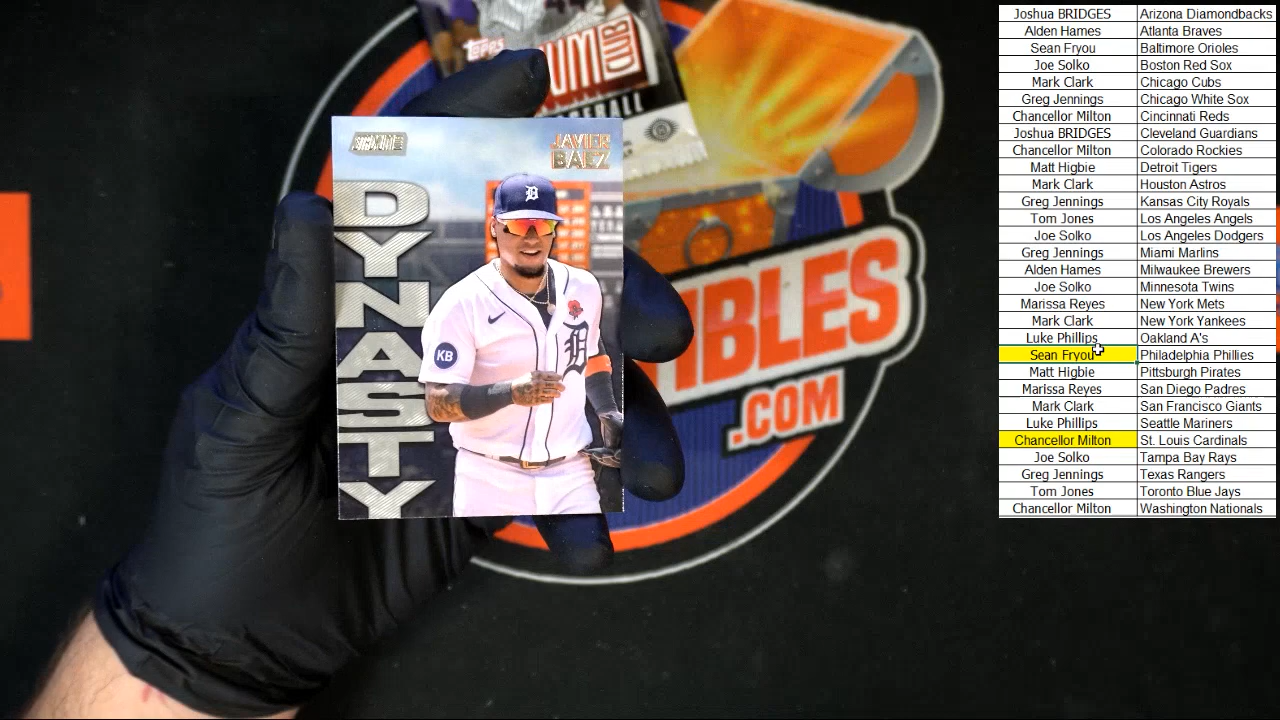 Topps
CLUB
STADIUM
JAVIER
BAEZ
DYNASTY
D
D
KB
IBLES
.COM
Joshua BRIDGES Arizona Diamondbacks
Alden Hames Atlanta Braves
Sean Fryou Baltimore Orioles
Joe Solko Boston Red Sox
Mark Clark Chicago Cubs
Greg Jennings Chicago White Sox
Chancellor Milton Cincinnati Reds
Joshua BRIDGES Cleveland Guardians
Chancellor Milton Colorado Rockies
Matt Higbie Detroit Tigers
Mark Clark Houston Astros
Greg Jennings Kansas City Royals
Tom Jones Los Angeles Angels
Joe Solko Los Angeles Dodgers
Greg Jennings Miami Marlins
Alden Hames Milwaukee Brewers
Joe Solko Minnesota Twins
Marissa Reyes New York Mets
Mark Clark New York Yankees
Luke Phillips Oakland A's
Sean Fryou Philadelphia Phillies
Matt Higbie Pittsburgh Pirates
Marissa Reyes San Diego Padres
Mark Clark San Francisco Giants
Luke Phillips Seattle Mariners
Chancellor Milton St. Louis Cardinals
Joe Solko Tampa Bay Rays
Greg Jennings Texas Rangers
Tom Jones Toronto Blue Jays
Chancellor Milton Washington Nationals